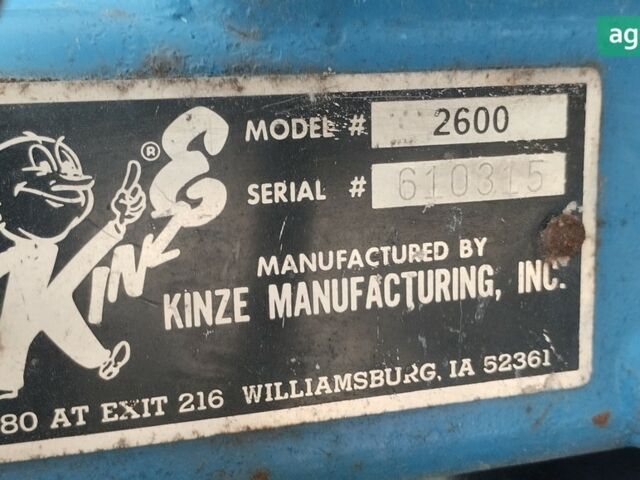 ag
MODEL # 2600
SERIAL # 610315
KINZE ®
MANUFACTURED BY
KINZE MANUFACTURING, INC.
80 AT EXIT 216 WILLIAMSBURG, IA 52361